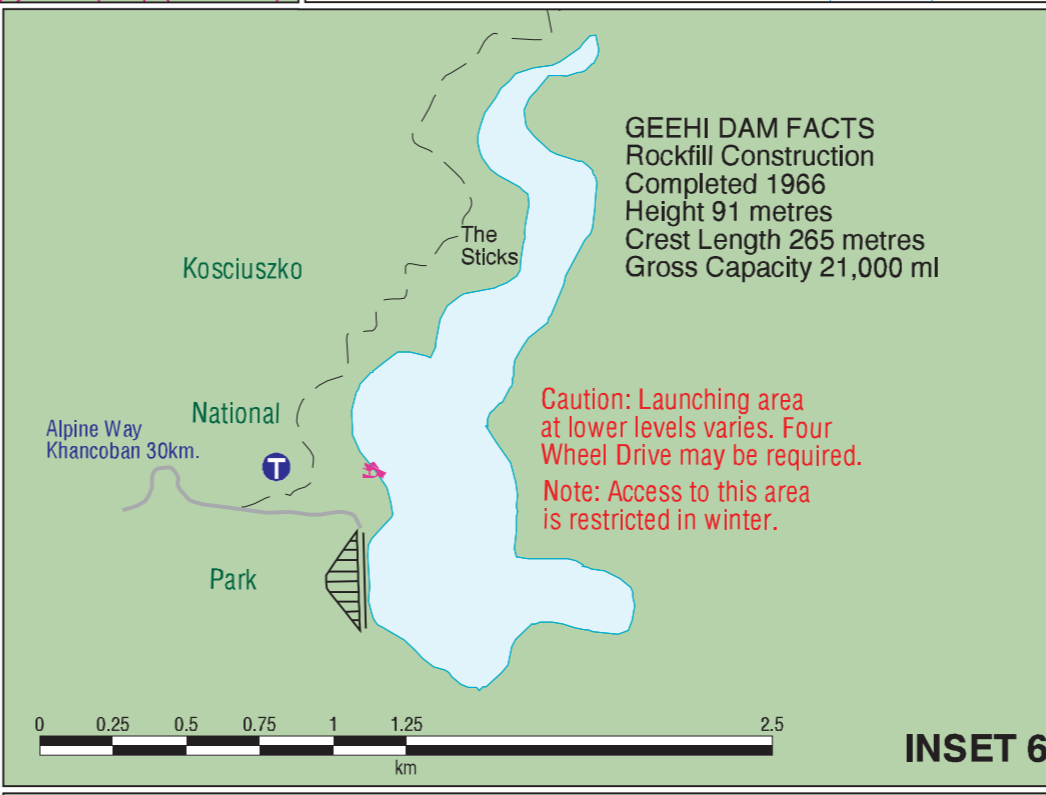 GEEHI DAM FACTS
Rockfill Construction
Completed 1966
Height 91 metres
Crest Length 265 metres
Gross Capacity 21,000 ml
The
Sticks
Kosciuszko
National
Park
Alpine Way
Khancoban 30km.
T
Caution: Launching area
at lower levels varies. Four
Wheel Drive may be required.
Note: Access to this area
is restricted in winter.
0 0.25 0.5 0.75 1 1.25 2.5
km
INSET 6